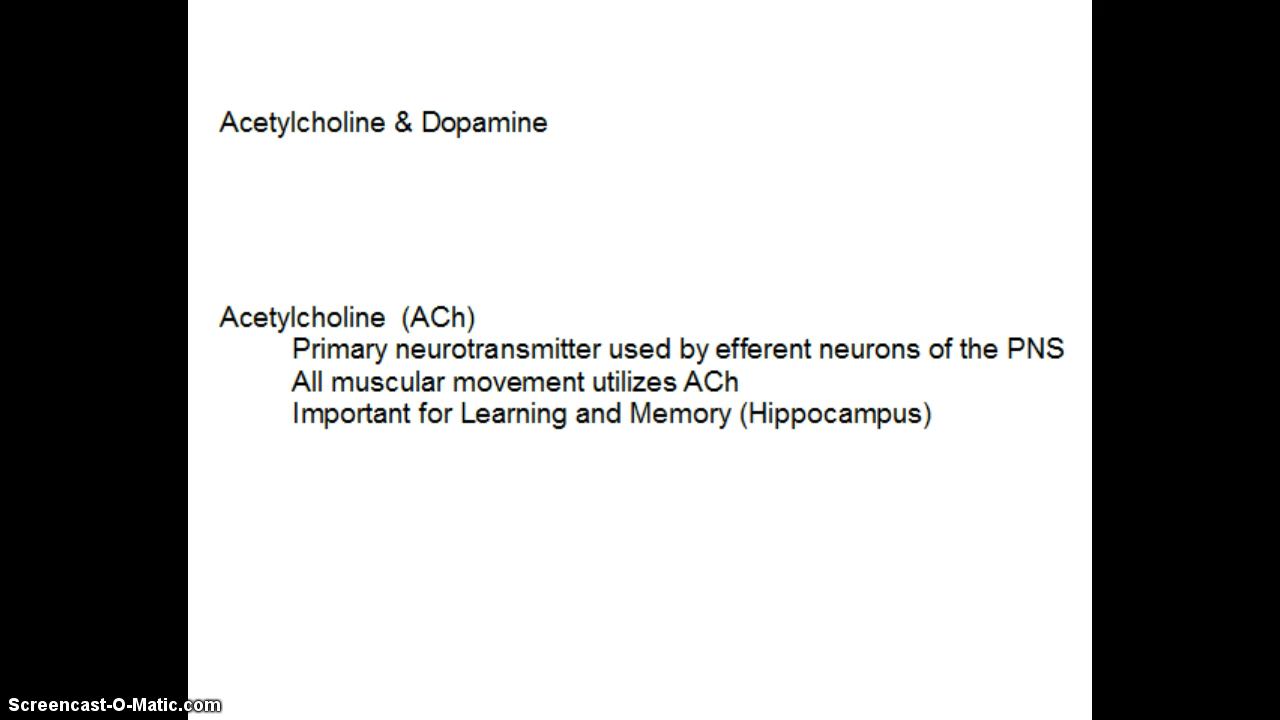 Acetylcholine & Dopamine
Acetylcholine  (ACh)
Primary neurotransmitter used by efferent neurons of the PNS
All muscular movement utilizes ACh
Important for Learning and Memory (Hippocampus)
Screencast-O-Matic.com